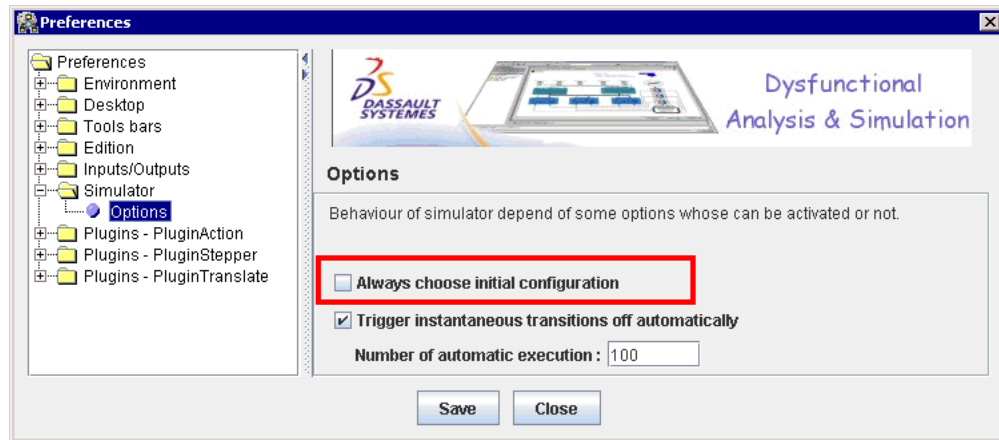 Preferences
Preferences
Environment
Desktop
Tools bars
Edition
Inputs/Outputs
Simulator
Options
Plugins - PluginAction
Plugins - PluginStepper
Plugins - PluginTranslate
DASSAULT
SYSTEMES
Dysfunctional
Analysis & Simulation
Options
Behaviour of simulator depend of some options whose can be activated or not.
Always choose initial configuration
Trigger instantaneous transitions off automatically
Number of automatic execution : 100
Save Close